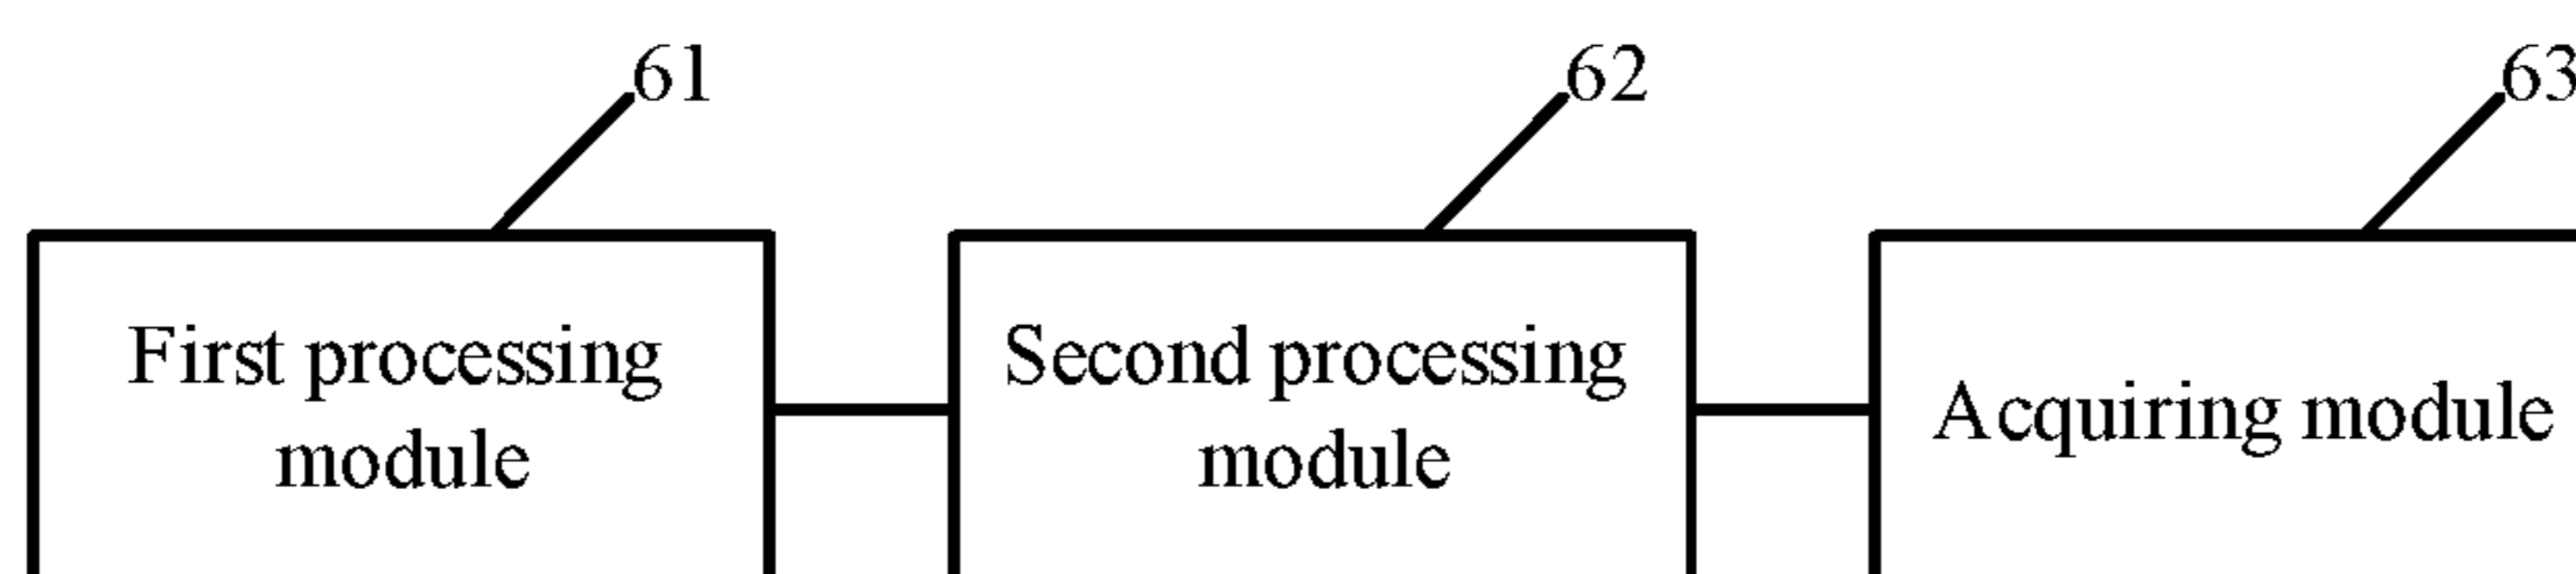 61
62
63
First processing
module
Second processing
module
Acquiring module